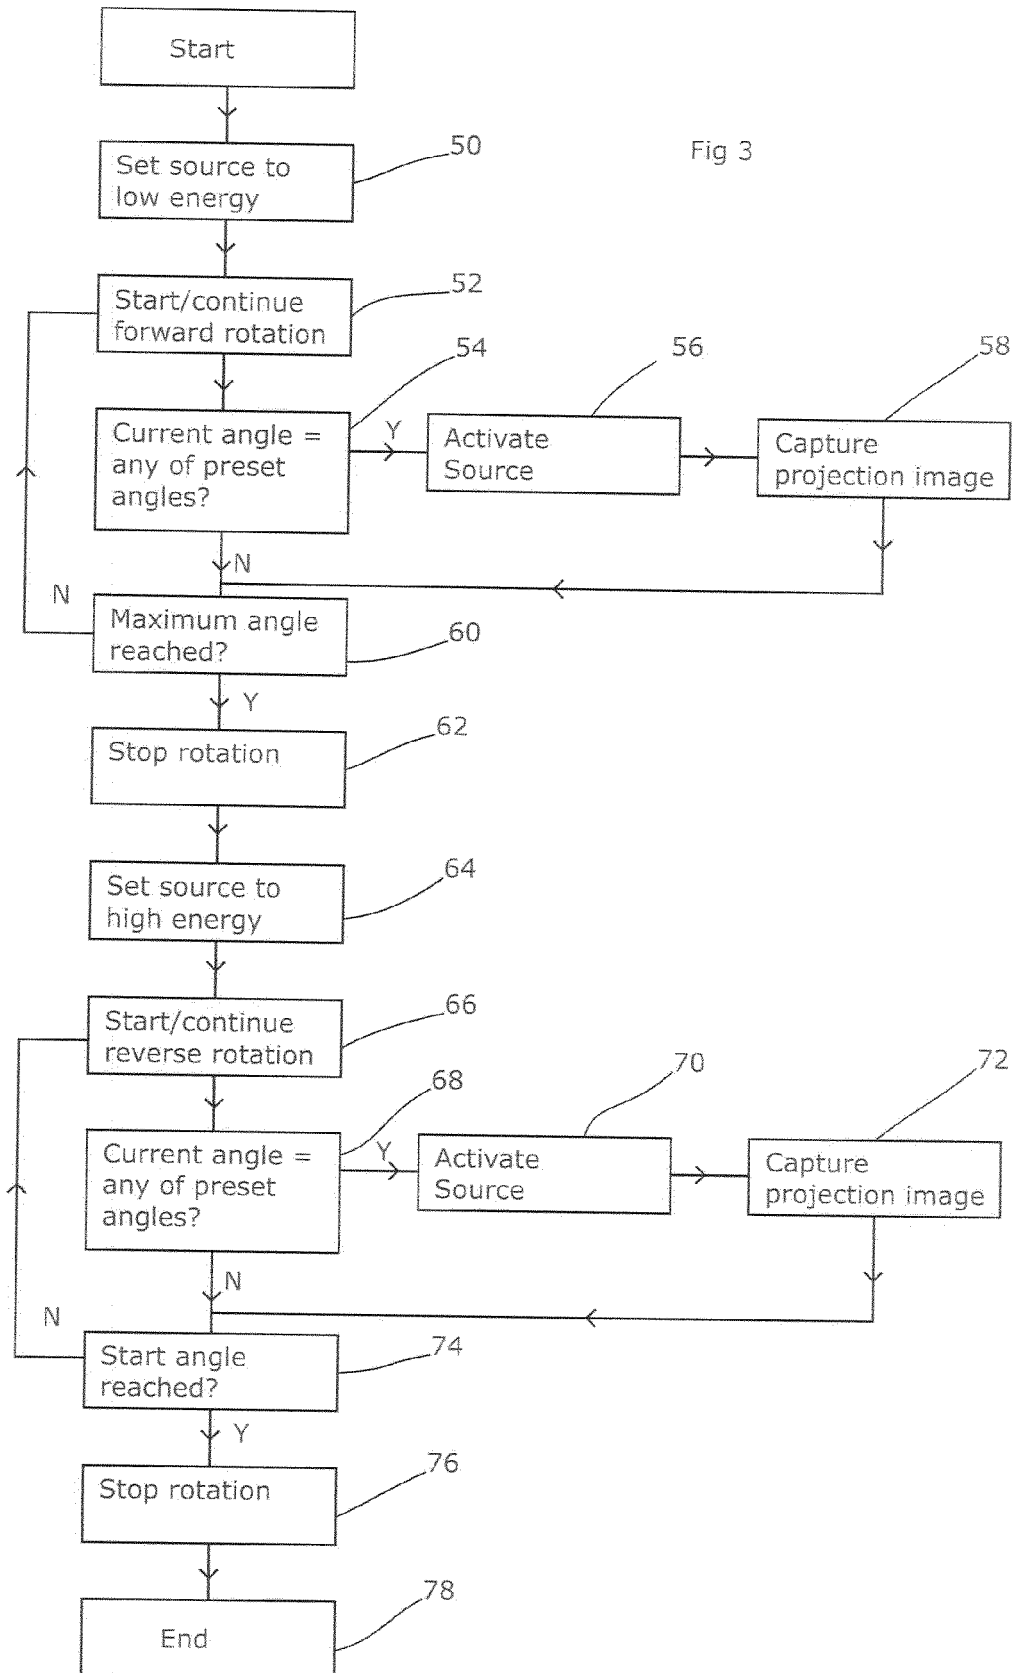 Start
Fig 3
50
Set source to
low energy
52
Start/continue
forward rotation
54
56
58
Current angle =
any of preset
angles?
Y
Activate
Source
Capture
projection image
N
N
Maximum angle
reached?
60
Y
62
Stop rotation
64
Set source to
high energy
66
Start/continue
reverse rotation
68
70
72
Current angle =
any of preset
angles?
Y
Activate
Source
Capture
projection image
N
N
74
Start angle
reached?
Y
76
Stop rotation
78
End